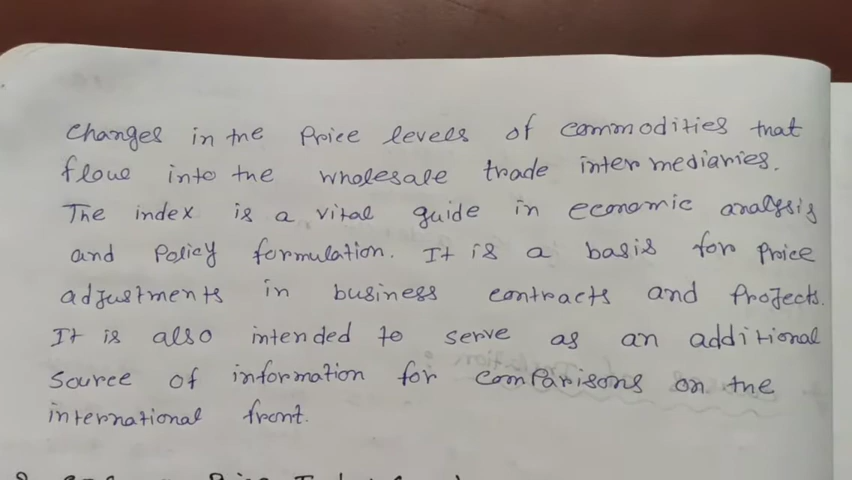 changes in the Price levels of commodities that
flow into the wholesale trade intermediaries.
The index is a vital guide in economic analysis
and Policy formulation. It is a basis for Price
adjustments in business contracts and Projects.
It is also intended to serve as an additional
source of information for comparisons on the
international front.